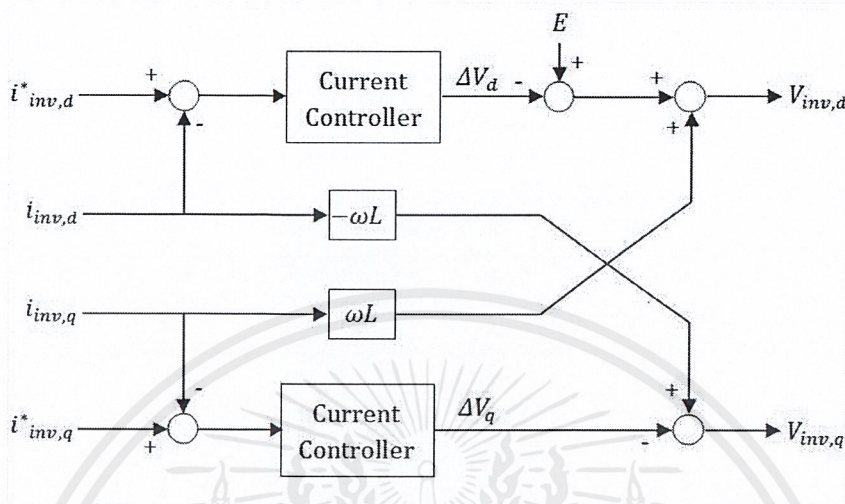 E
+
i*inv,d + - Current Controller ΔVd - + + Vinv,d
iinv,d −ωL
iinv,q ωL
i*inv,q + - Current Controller ΔVq - + Vinv,q